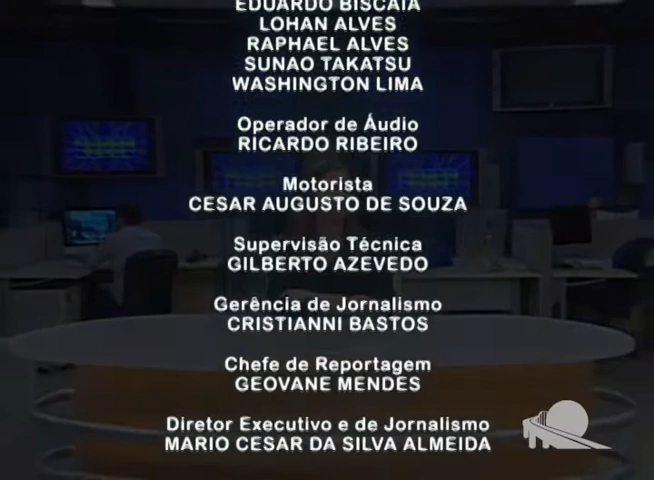 EDUARDO BISCAIA
LOHAN ALVES
RAPHAEL ALVES
SUNAO TAKATSU
WASHINGTON LIMA
Operador de Áudio
RICARDO RIBEIRO
Motorista
CESAR AUGUSTO DE SOUZA
Supervisão Técnica
GILBERTO AZEVEDO
Gerência de Jornalismo
CRISTIANNI BASTOS
Chefe de Reportagem
GEOVANE MENDES
Diretor Executivo e de Jornalismo
MARIO CESAR DA SILVA ALMEIDA